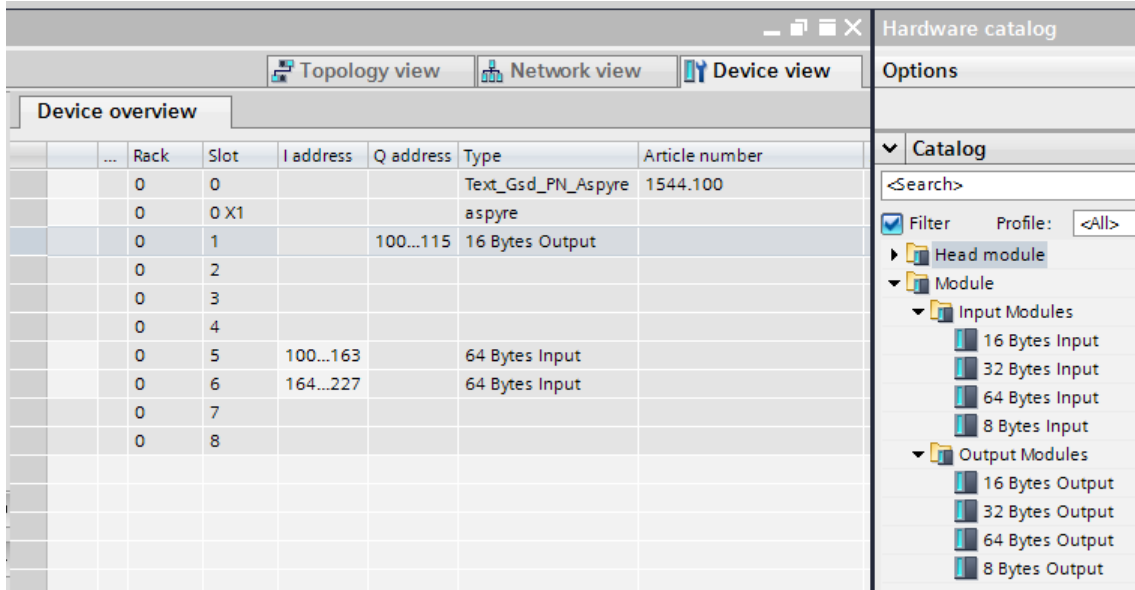 Hardware catalog
Topology view Network view Device view
Options
Device overview
... Rack Slot I address Q address Type Article number
0 0 Text_Gsd_PN_Aspyre 1544.100
0 0 X1 aspyre
0 1 100...115 16 Bytes Output
0 2
0 3
0 4
0 5 100...163 64 Bytes Input
0 6 164...227 64 Bytes Input
0 7
0 8
Catalog
<Search>
Filter Profile: <All>
Head module
Module
Input Modules
16 Bytes Input
32 Bytes Input
64 Bytes Input
8 Bytes Input
Output Modules
16 Bytes Output
32 Bytes Output
64 Bytes Output
8 Bytes Output